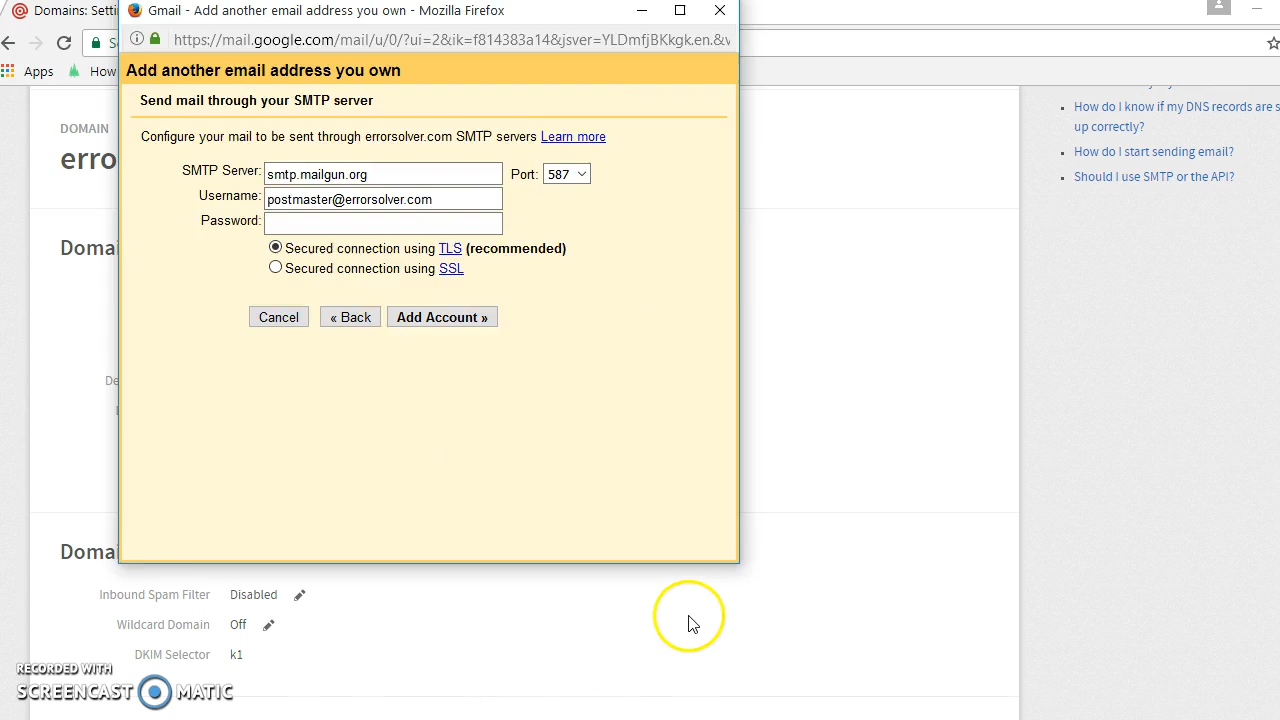 Domains: Setti
Gmail - Add another email address you own - Mozilla Firefox
https://mail.google.com/mail/u/0/?ui=2&ik=f814383a14&jsver=YLDmfjBKkgk.en.&v
S
Apps
How
Add another email address you own
Send mail through your SMTP server
Configure your mail to be sent through errorsolver.com SMTP servers Learn more
SMTP Server: smtp.mailgun.org Port: 587
Username: postmaster@errorsolver.com
Password:
Secured connection using TLS (recommended)
Secured connection using SSL
Cancel « Back Add Account »
DOMAIN
erro
Domai
De
Domai
Inbound Spam Filter Disabled
Wildcard Domain Off
DKIM Selector k1
How do I know if my DNS records are s
up correctly?
How do I start sending email?
Should I use SMTP or the API?
RECORDED WITH
SCREENCAST MATIC